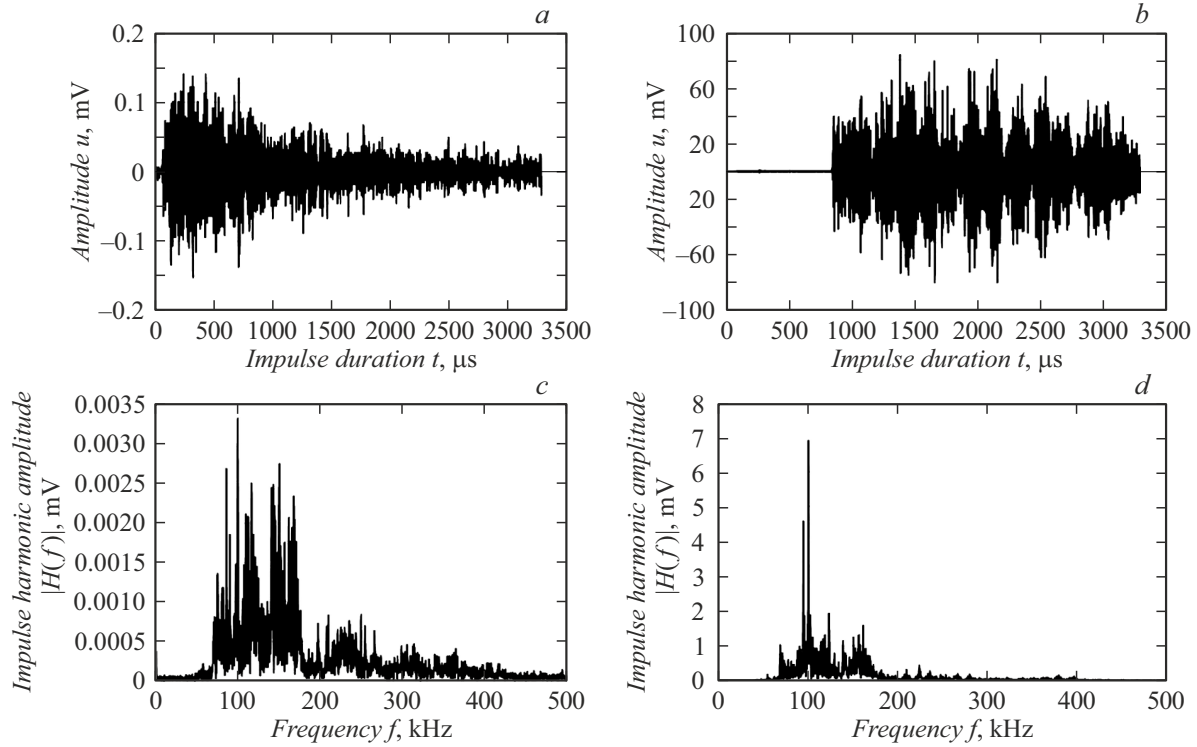 a
0.2
0.1
0
−0.1
−0.2
Amplitude u, mV
0 500 1000 1500 2000 2500 3000 3500
Impulse duration t, μs
b
100
60
20
0
20
−60
−100
Amplitude u, mV
0 500 1000 1500 2000 2500 3000 3500
Impulse duration t, μs
c
0.0035
0.0030
0.0025
0.0020
0.0015
0.0010
0.0005
0
Impulse harmonic amplitude
|H(f)|, mV
0 100 200 300 400 500
Frequency f, kHz
d
8
7
6
5
4
3
2
1
0
Impulse harmonic amplitude
|H(f)|, mV
0 100 200 300 400 500
Frequency f, kHz